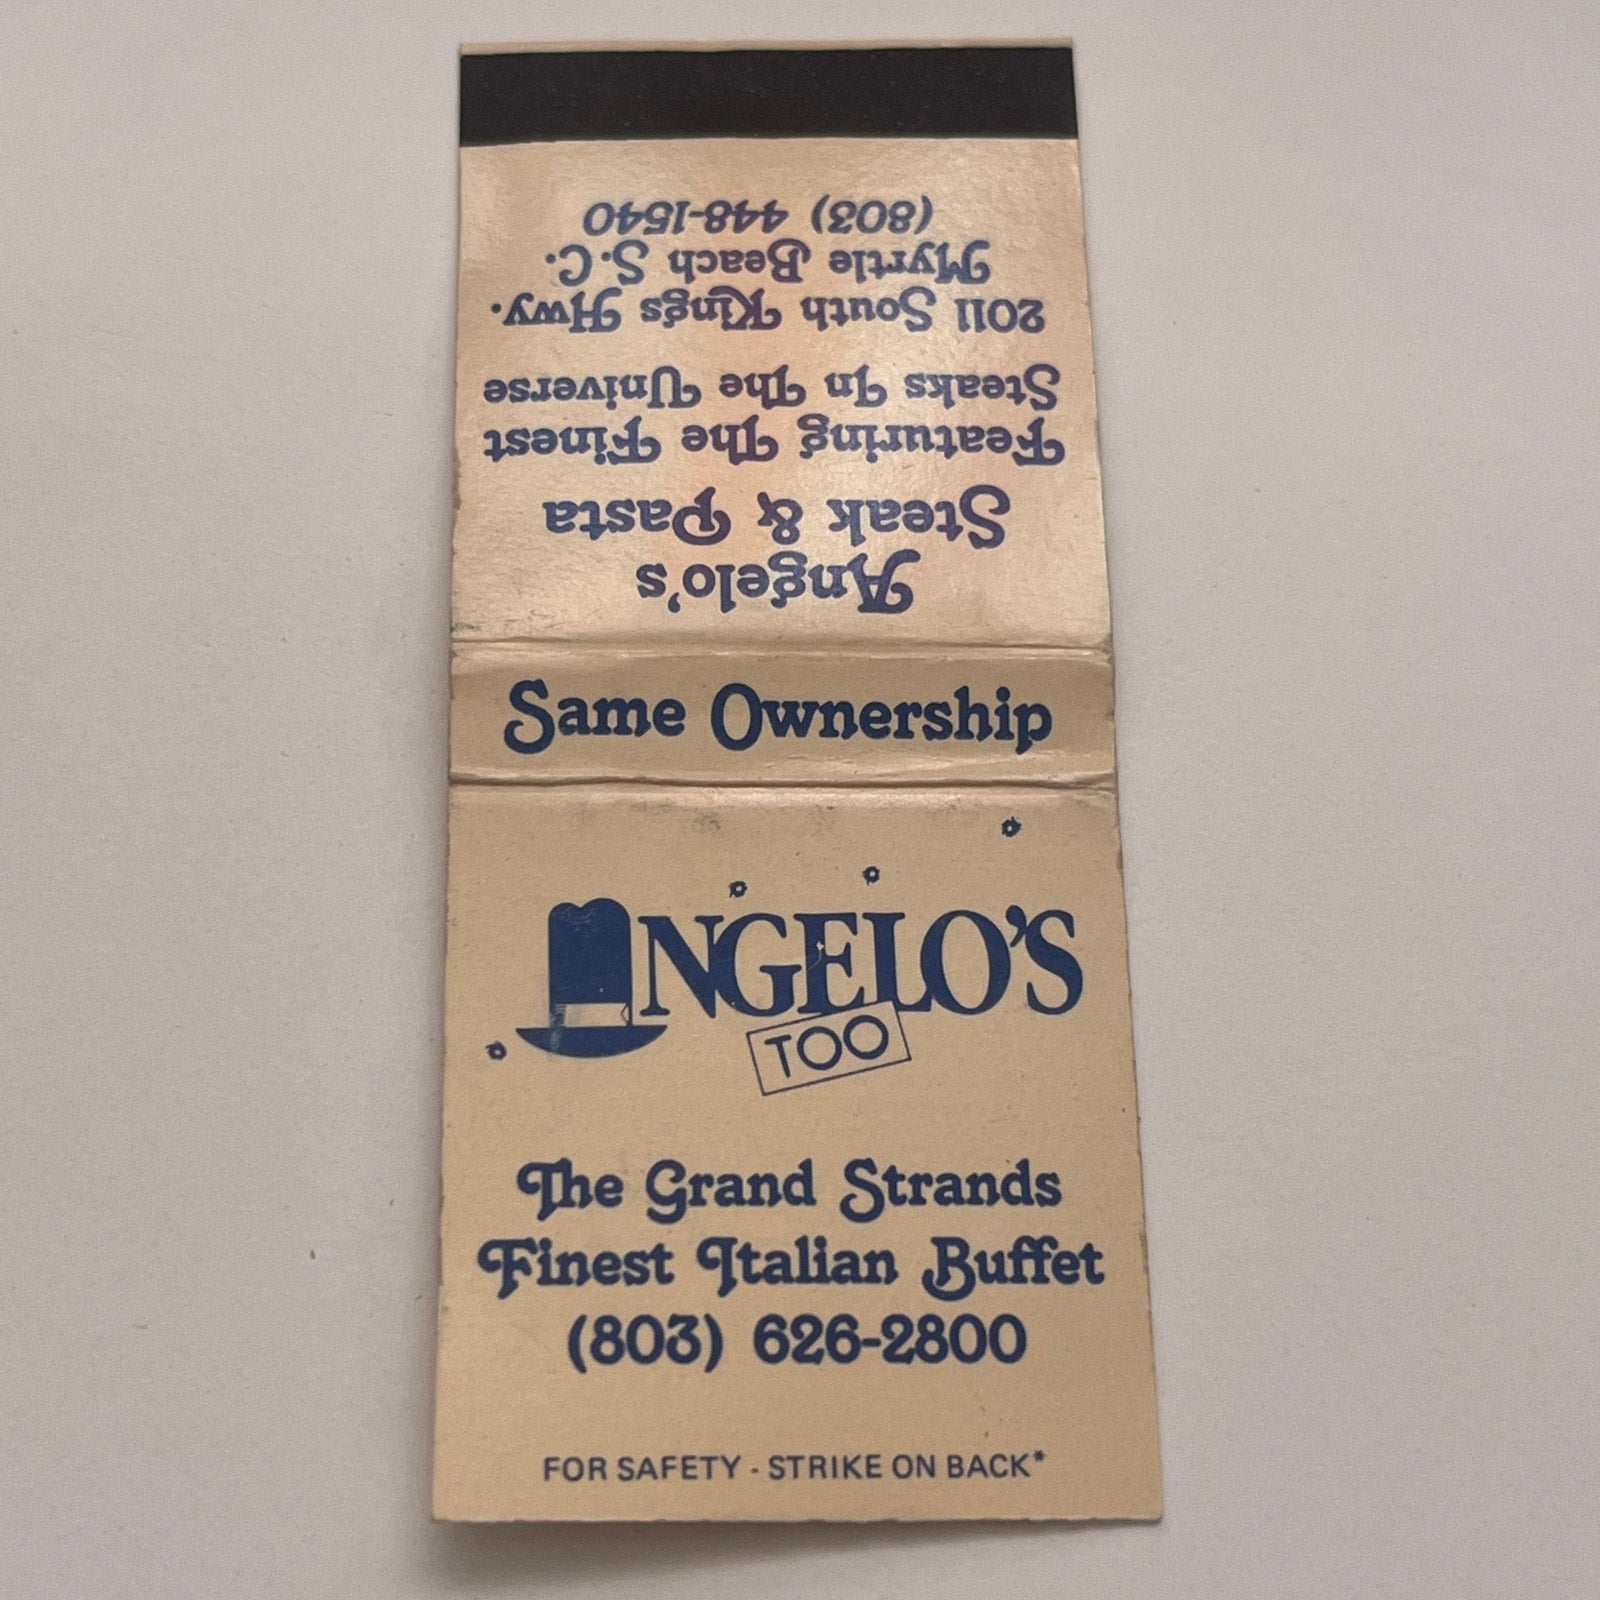 Angelo's
Steak & Pasta
Featuring The Finest
Steaks In The Universe
2011 South Kings Hwy.
Myrtle Beach S.C.
(803) 448-1540
Same Ownership
ANGELO'S
TOO
The Grand Strands
Finest Italian Buffet
(803) 626-2800
FOR SAFETY - STRIKE ON BACK*